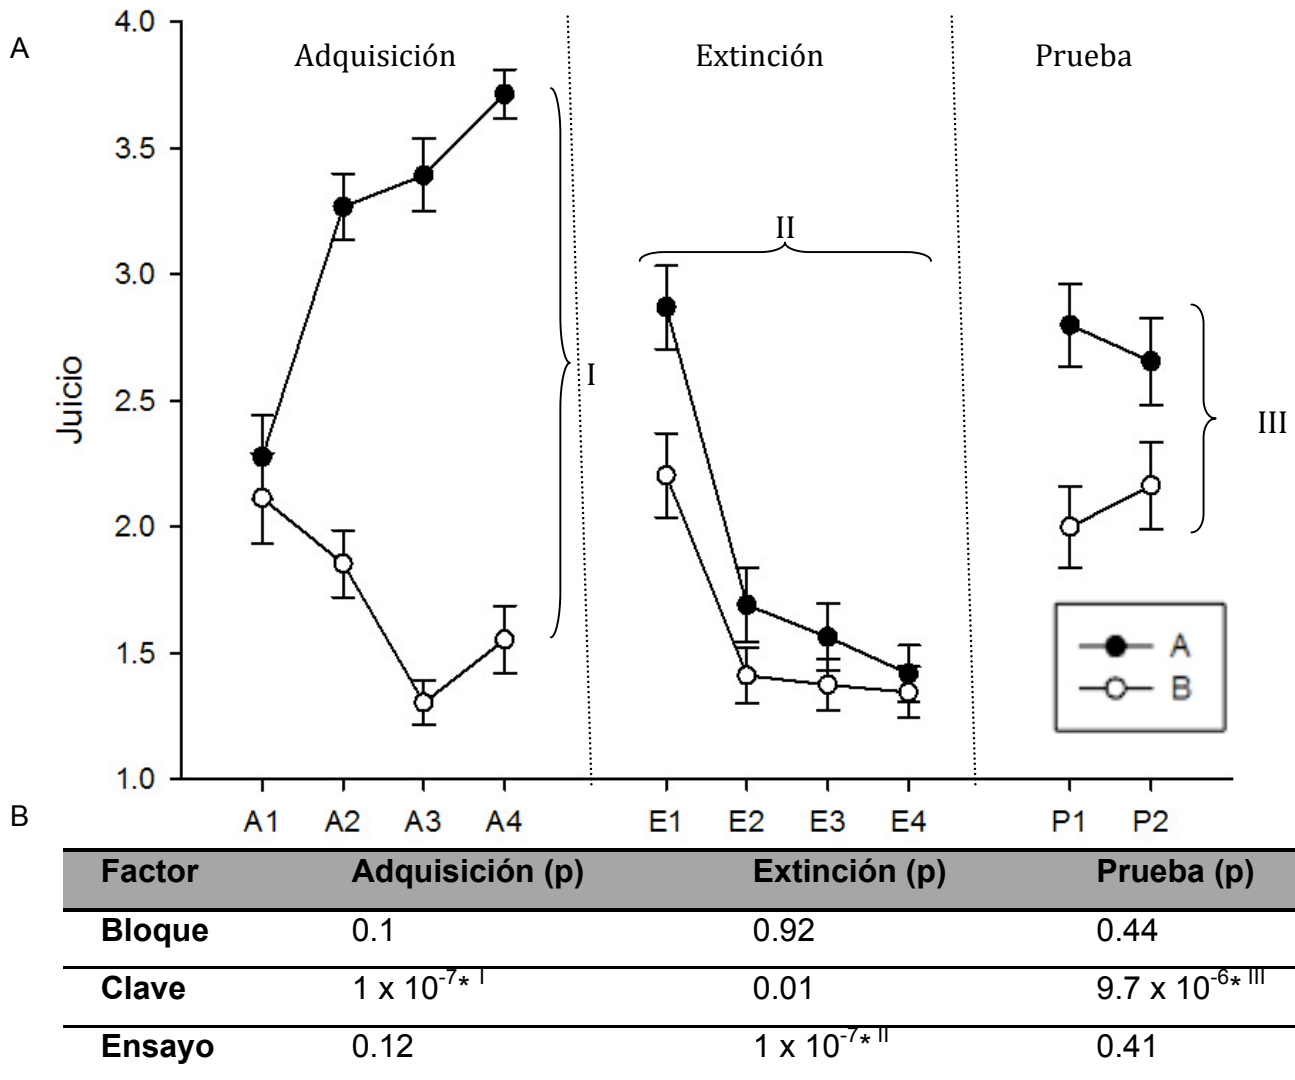 A
Adquisición Extinción Prueba
4.0
3.5
3.0
2.5
2.0
1.5
1.0
Juicio
I
II
III
A
B
A1 A2 A3 A4 E1 E2 E3 E4 P1 P2
B
Factor Adquisición (p) Extinción (p) Prueba (p)
Bloque 0.1 0.92 0.44
Clave 1 x 10⁻⁷* ᴵ 0.01 9.7 x 10⁻⁶* ᴵᴵᴵ
Ensayo 0.12 1 x 10⁻⁷* ᴵᴵ 0.41